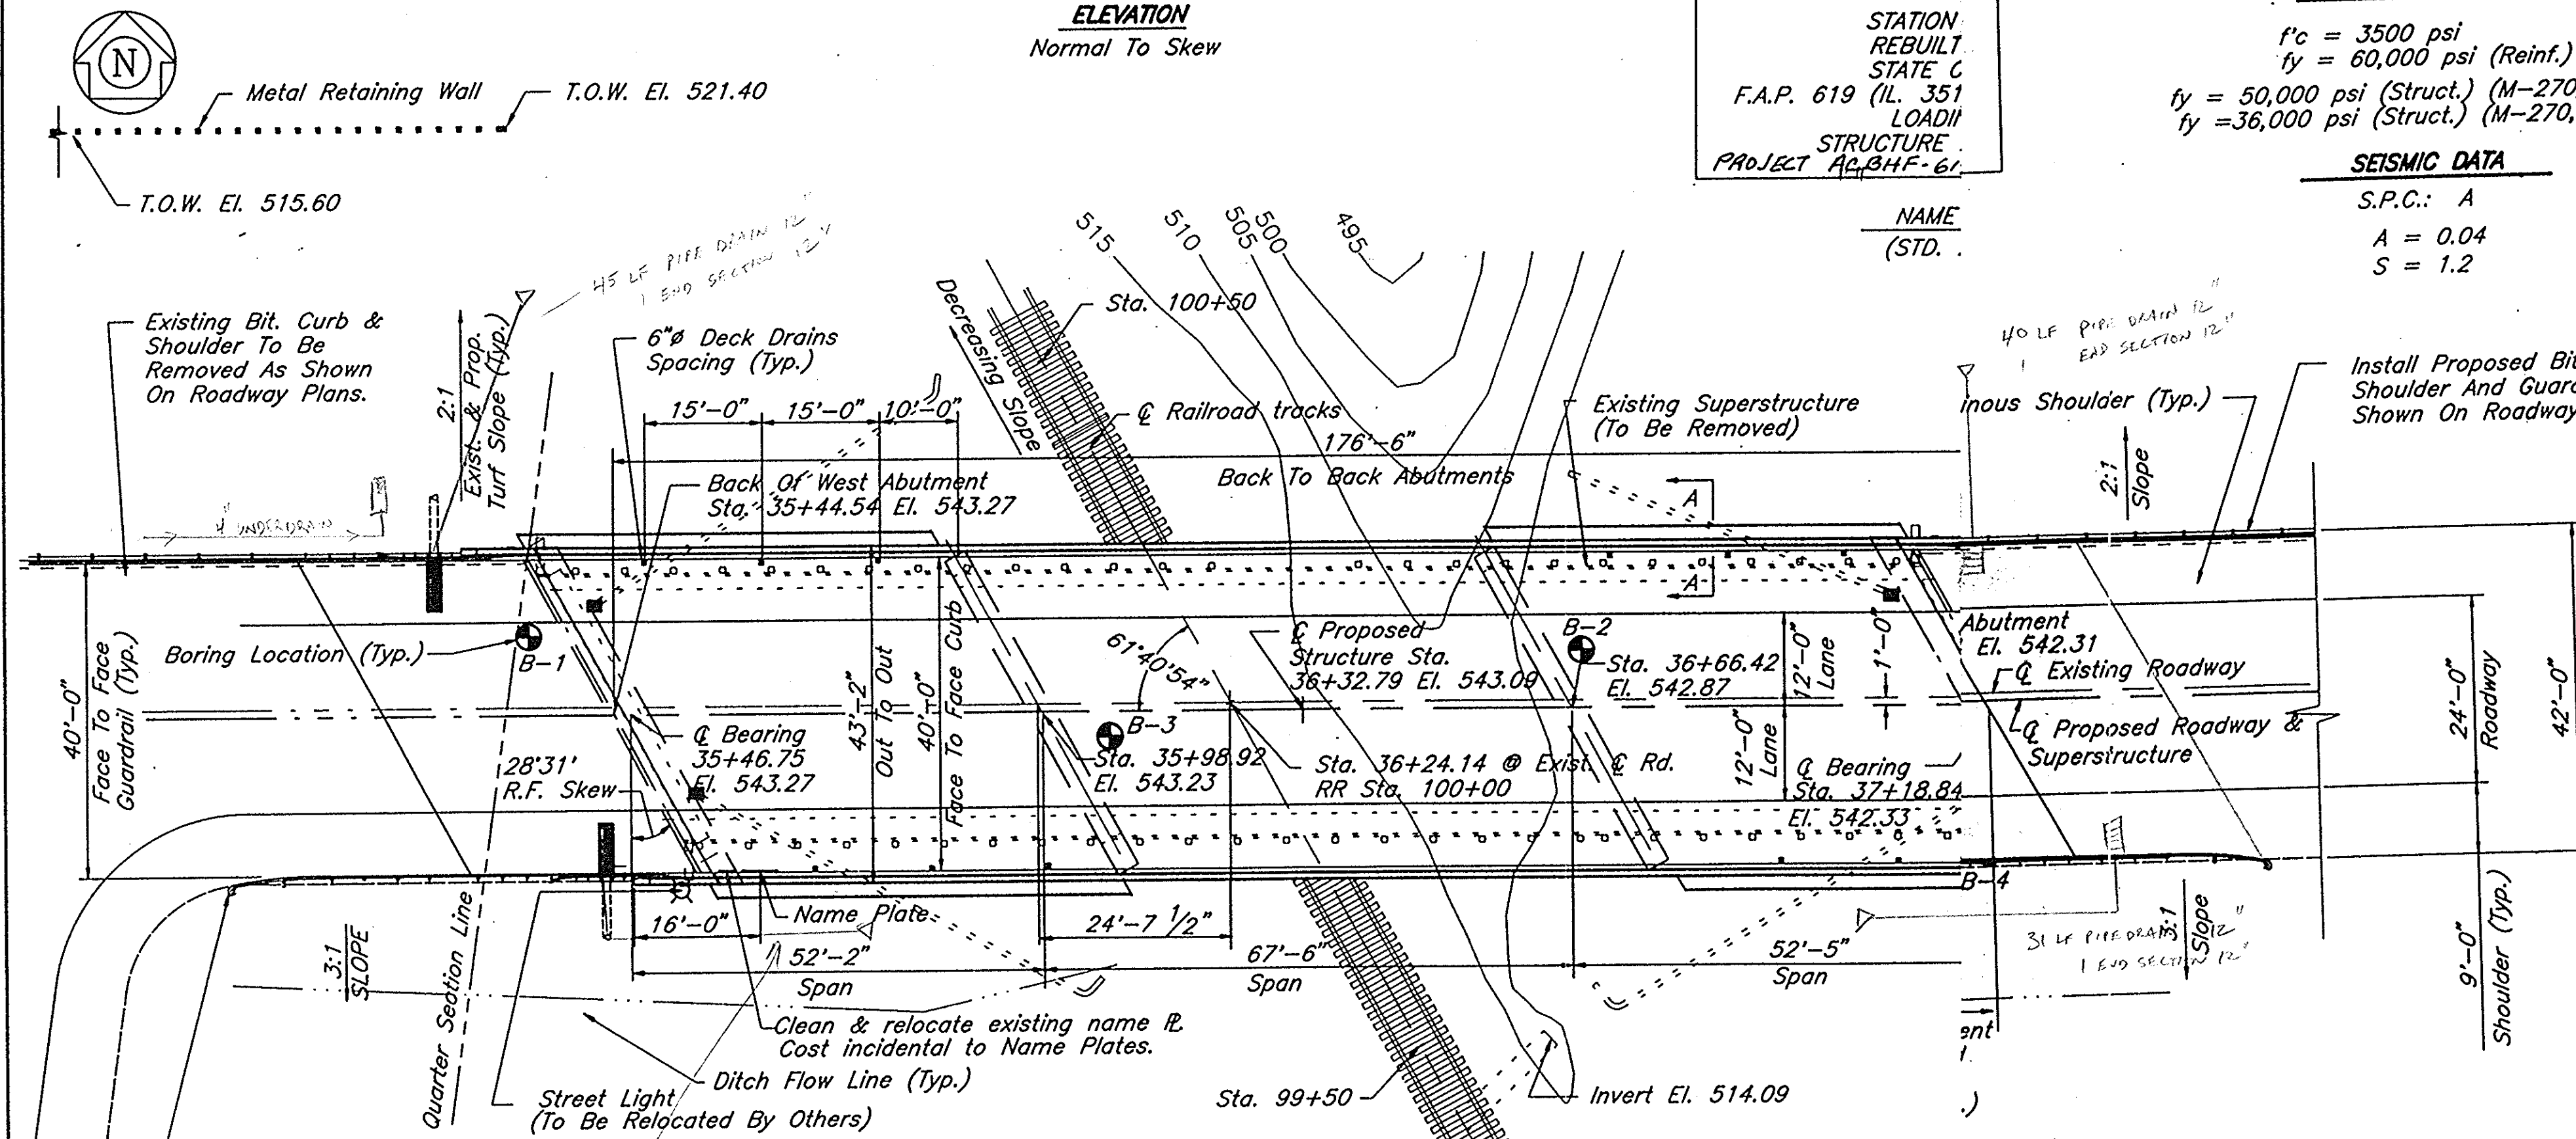 ELEVATION
Normal To Skew
N
Metal Retaining Wall
T.O.W. El. 521.40
T.O.W. El. 515.60
STATION
REBUILT
STATE
F.A.P. 619 (IL. 351
STRUCTURE
PROJECT
NAME
(STD.
f'c = 3500 psi
fy = 60,000 psi (Reinf.)
fy = 50,000 psi (Struct.) (M-270,
fy =36,000 psi (Struct.) (M-270,
SEISMIC DATA
S.P.C.: A
A = 0.04
S = 1.2
45 LF PIPE DRAIN 12"
1 END SECTION 12"
515
510
505
500
495
Decreasing Slope
Sta. 100+50
℄ Railroad tracks
Existing Bit. Curb &
Shoulder To Be
Removed As Shown
On Roadway Plans.
2:1
Exist. & Prop.
Turf Slope (Typ.)
6"ø Deck Drains
Spacing (Typ.)
15'-0"
15'-0"
10'-0"
Existing Superstructure
(To Be Removed)
176'-6"
Back To Back Abutments
Back Of West Abutment
Sta. 35+44.54 El. 543.27
40 LF PIPE DRAIN 12"
1 END SECTION 12"
inous Shoulder (Typ.)
Install Proposed Bit
Shoulder And
Shown On Roadway
2:1
Slope
4" UNDERDRAIN
A
A
40'-0"
Face To Face
Guardrail (Typ.)
Boring Location (Typ.)
B-1
43'-2"
Out To Out
40'-0"
Face To Face Curb
61°40'54"
℄ Proposed
Structure Sta.
36+32.79 El. 543.09
B-2
Sta. 36+66.42
El. 542.87
12'-0"
Lane
1'-0"
Abutment
El. 542.31
℄ Existing Roadway
℄ Proposed Roadway &
Superstructure
24'-0"
Roadway
42'-0"
℄ Bearing
35+46.75
El. 543.27
28°31'
R.F. Skew
B-3
Sta. 35+98.92
El. 543.23
Sta. 36+24.14 @ Exist. ℄ Rd.
RR Sta. 100+00
12'-0"
Lane
℄ Bearing
Sta. 37+18.84
El. 542.33
B-4
3:1
SLOPE
Quarter Section Line
16'-0"
Name Plate
24'-7 1/2"
52'-2"
Span
67'-6"
Span
52'-5"
Span
31 LF PIPE DRAIN 12"
1 END SECTION 12"
3:1
Slope
9'-0"
Shoulder (Typ.)
Clean & relocate existing name ℙL
Cost incidental to Name Plates.
Ditch Flow Line (Typ.)
Street Light
(To Be Relocated By Others)
Sta. 99+50
Invert El. 514.09
ent
.)